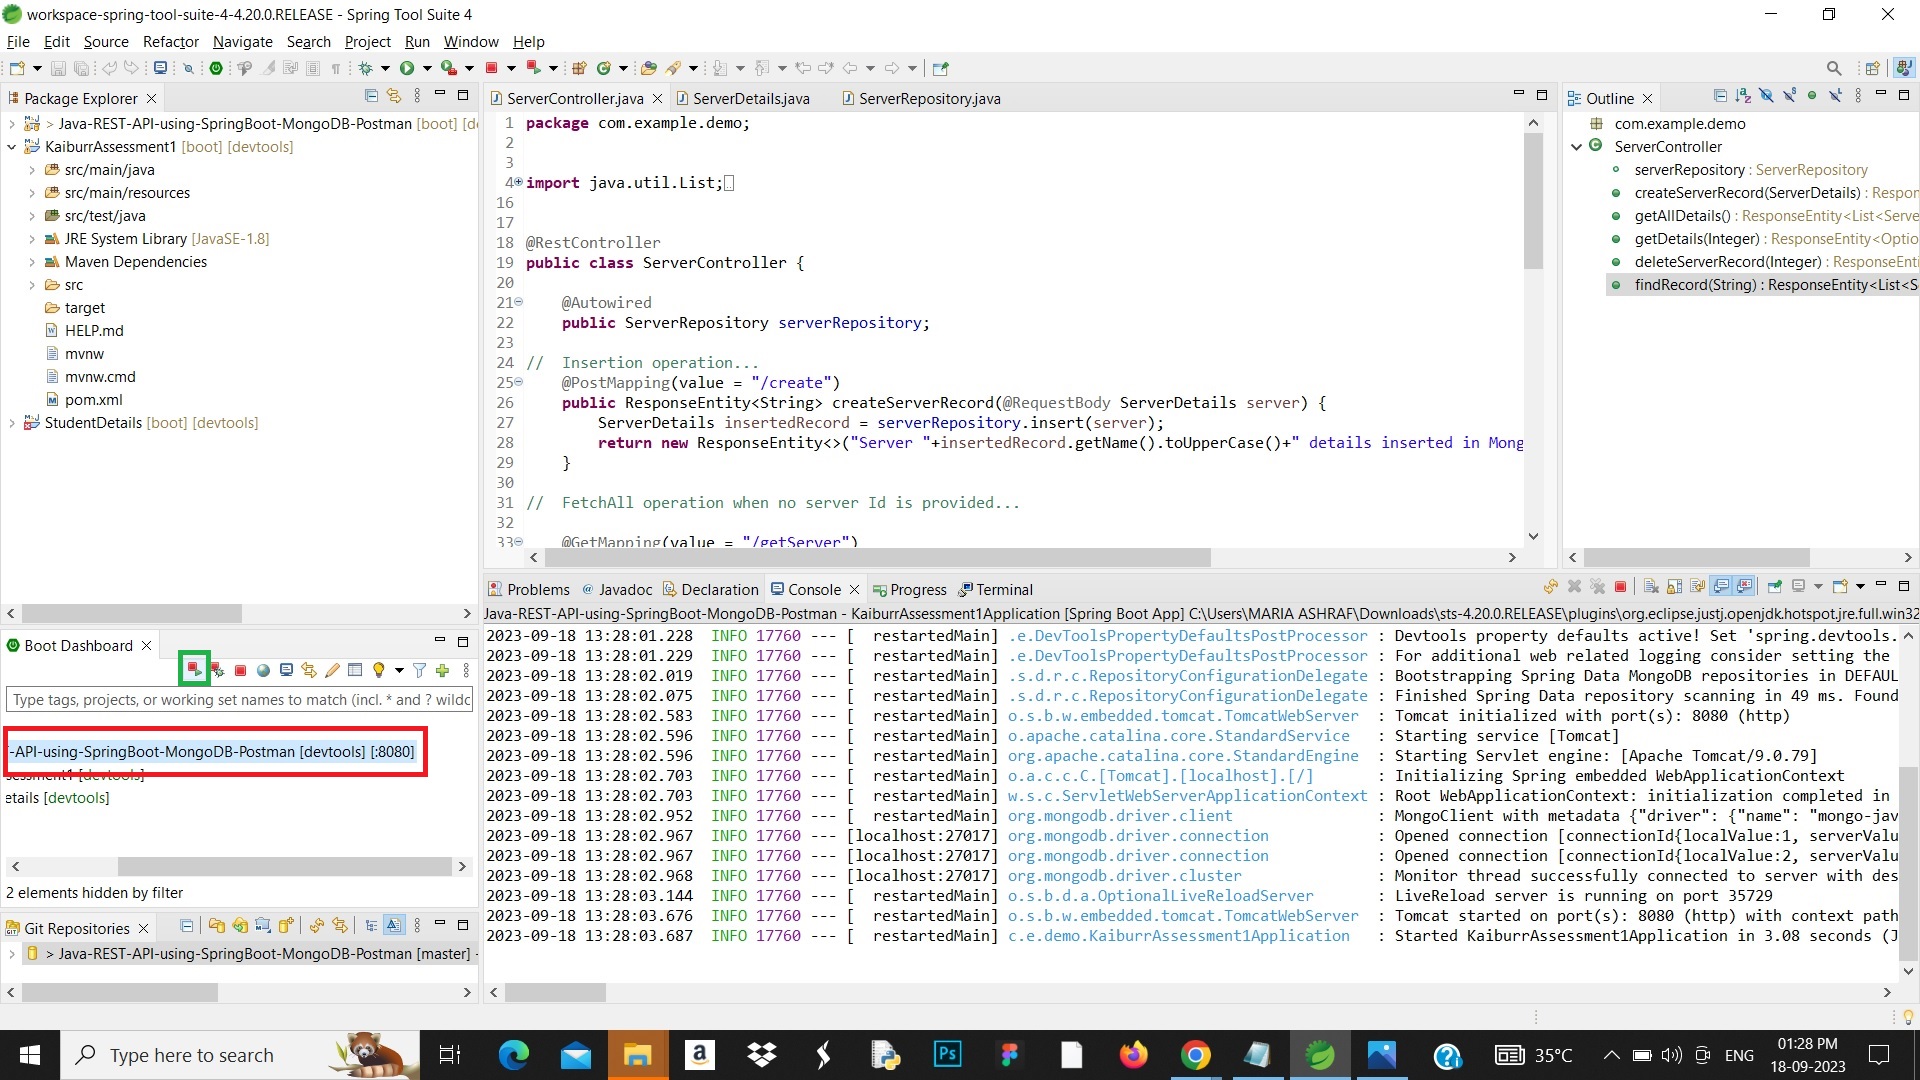 workspace-spring-tool-suite-4-4.20.0.RELEASE - Spring Tool Suite 4
File Edit Source Refactor Navigate Search Project Run Window Help
Package Explorer
> Java-REST-API-using-SpringBoot-MongoDB-Postman [boot] [de
KaiburrAssessment1 [boot] [devtools]
src/main/java
src/main/resources
src/test/java
JRE System Library [JavaSE-1.8]
Maven Dependencies
src
target
HELP.md
mvnw
mvnw.cmd
pom.xml
StudentDetails [boot] [devtools]
Boot Dashboard
Type tags, projects, or working set names to match (incl. * and ? wildc
-API-using-SpringBoot-MongoDB-Postman [devtools] [:8080]
essment1 [devtools]
etails [devtools]
2 elements hidden by filter
Git Repositories
> Java-REST-API-using-SpringBoot-MongoDB-Postman [master] -
ServerController.java ServerDetails.java ServerRepository.java
1 package com.example.demo;
2
3
4 import java.util.List;
16
17
18 @RestController
19 public class ServerController {
20
21 @Autowired
22 public ServerRepository serverRepository;
23
24 // Insertion operation...
25 @PostMapping(value = "/create")
26 public ResponseEntity<String> createServerRecord(@RequestBody ServerDetails server) {
27 ServerDetails insertedRecord = serverRepository.insert(server);
28 return new ResponseEntity<>("Server "+insertedRecord.getName().toUpperCase()+" details inserted in Mong
29 }
30
31 // FetchAll operation when no server Id is provided...
32
33 @GetMapping(value = "/getServer")
Outline
com.example.demo
ServerController
serverRepository : ServerRepository
createServerRecord(ServerDetails) : Respon
getAllDetails() : ResponseEntity<List<Serve
getDetails(Integer) : ResponseEntity<Optio
deleteServerRecord(Integer) : ResponseEnti
findRecord(String) : ResponseEntity<List<S
Problems @ Javadoc Declaration Console Progress Terminal
Java-REST-API-using-SpringBoot-MongoDB-Postman - KaiburrAssessment1Application [Spring Boot App] C:\Users\MARIA ASHRAF\Downloads\sts-4.20.0.RELEASE\plugins\org.eclipse.justj.openjdk.hotspot.jre.full.win32
2023-09-18 13:28:01.228 INFO 17760 --- [ restartedMain] .e.DevToolsPropertyDefaultsPostProcessor : Devtools property defaults active! Set 'spring.devtools.
2023-09-18 13:28:01.229 INFO 17760 --- [ restartedMain] .e.DevToolsPropertyDefaultsPostProcessor : For additional web related logging consider setting the
2023-09-18 13:28:02.019 INFO 17760 --- [ restartedMain] .s.d.r.c.RepositoryConfigurationDelegate : Bootstrapping Spring Data MongoDB repositories in DEFAUL
2023-09-18 13:28:02.075 INFO 17760 --- [ restartedMain] .s.d.r.c.RepositoryConfigurationDelegate : Finished Spring Data repository scanning in 49 ms. Found
2023-09-18 13:28:02.583 INFO 17760 --- [ restartedMain] o.s.b.w.embedded.tomcat.TomcatWebServer : Tomcat initialized with port(s): 8080 (http)
2023-09-18 13:28:02.596 INFO 17760 --- [ restartedMain] o.apache.catalina.core.StandardService : Starting service [Tomcat]
2023-09-18 13:28:02.596 INFO 17760 --- [ restartedMain] org.apache.catalina.core.StandardEngine : Starting Servlet engine: [Apache Tomcat/9.0.79]
2023-09-18 13:28:02.703 INFO 17760 --- [ restartedMain] o.a.c.c.C.[Tomcat].[localhost].[/] : Initializing Spring embedded WebApplicationContext
2023-09-18 13:28:02.703 INFO 17760 --- [ restartedMain] w.s.c.ServletWebServerApplicationContext : Root WebApplicationContext: initialization completed in
2023-09-18 13:28:02.952 INFO 17760 --- [ restartedMain] org.mongodb.driver.client : MongoClient with metadata {"driver": {"name": "mongo-jav
2023-09-18 13:28:02.967 INFO 17760 --- [localhost:27017] org.mongodb.driver.connection : Opened connection [connectionId{localValue:1, serverValu
2023-09-18 13:28:02.967 INFO 17760 --- [localhost:27017] org.mongodb.driver.connection : Opened connection [connectionId{localValue:2, serverValu
2023-09-18 13:28:02.968 INFO 17760 --- [localhost:27017] org.mongodb.driver.cluster : Monitor thread successfully connected to server with des
2023-09-18 13:28:03.144 INFO 17760 --- [ restartedMain] o.s.b.d.a.OptionalLiveReloadServer : LiveReload server is running on port 35729
2023-09-18 13:28:03.676 INFO 17760 --- [ restartedMain] o.s.b.w.embedded.tomcat.TomcatWebServer : Tomcat started on port(s): 8080 (http) with context path
2023-09-18 13:28:03.687 INFO 17760 --- [ restartedMain] c.e.demo.KaiburrAssessment1Application : Started KaiburrAssessment1Application in 3.08 seconds (J
Type here to search
a
Ps
35°C
ENG
01:28 PM
18-09-2023